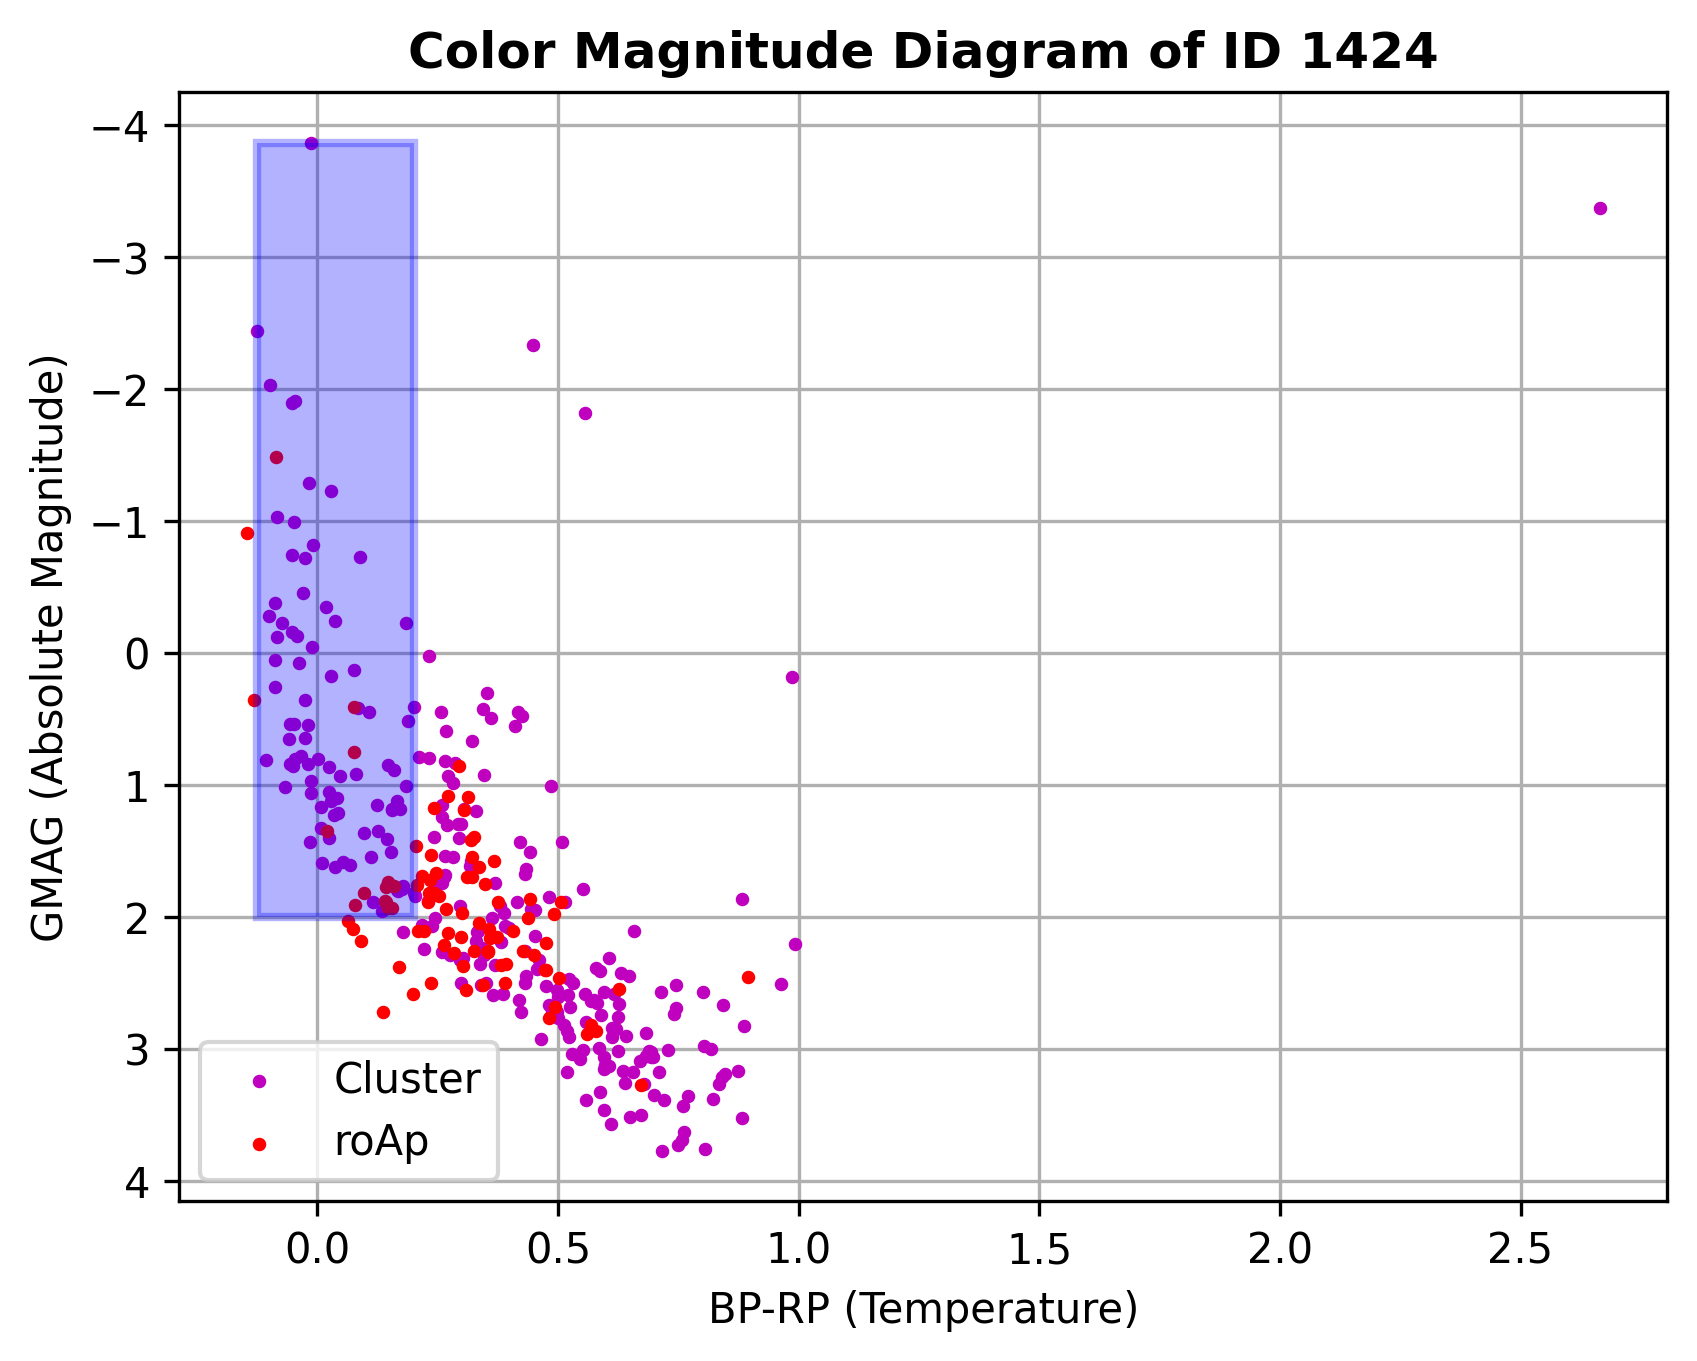 Color Magnitude Diagram of ID 1424
GMAG (Absolute Magnitude)
−4
−3
−2
−1
0
1
2
3
4
Cluster
roAp
0.0 0.5 1.0 1.5 2.0 2.5
BP-RP (Temperature)